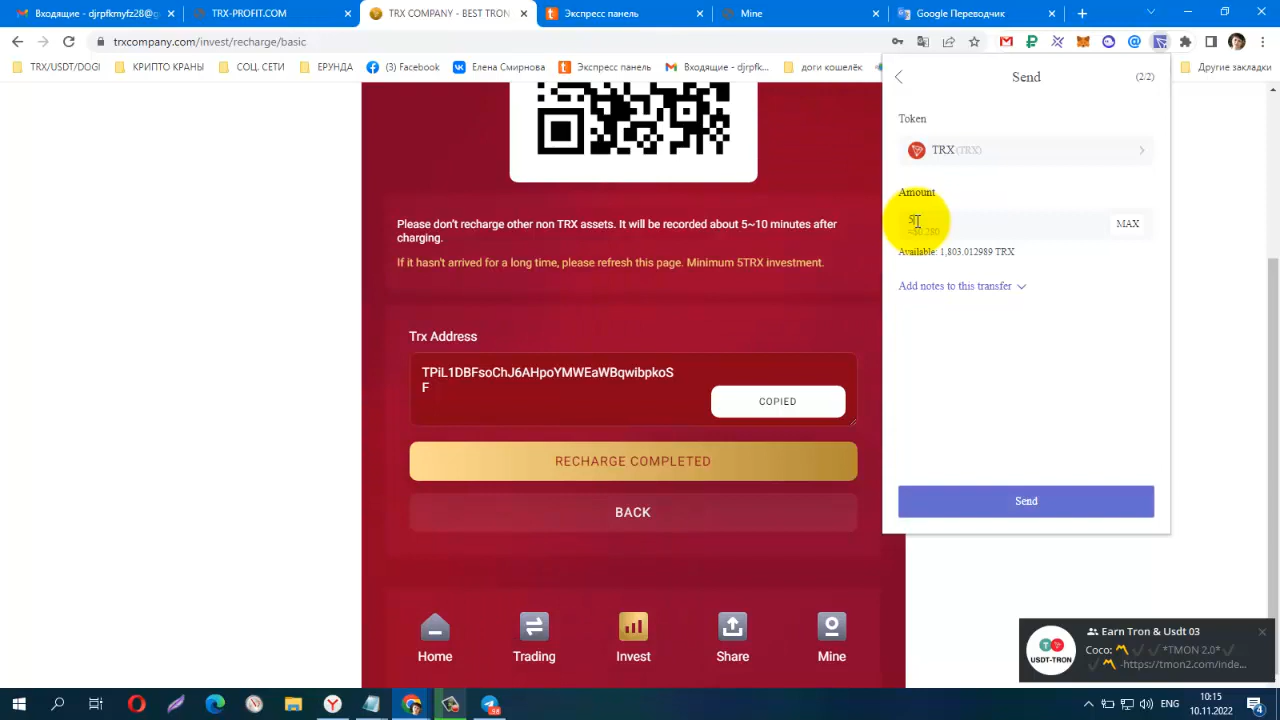 Входящие - djrpfkmyfz28@g
TRX-PROFIT.COM
TRX COMPANY - BEST TRON
Экспресс панель
Mine
Google Переводчик
trxcompany.com/invest/recharge/basic
TRX/USDT/DOGI
КРИПТО КРАНЫ
СОЦ. СЕТИ
ЕРУНДА
(3) Facebook
Елена Смирнова
Экспресс панель
Входящие – djrpfk...
доги кошелёк
Другие закладки
Send
(2/2)
Token
TRX (TRX)
Amount
5
≈$0.280
MAX
Available: 1,803.012989 TRX
Add notes to this transfer
Send
Please don't recharge other non TRX assets. It will be recorded about 5~10 minutes after
charging.
If it hasn't arrived for a long time, please refresh this page. Minimum 5TRX investment.
Trx Address
TPiL1DBFsoChJ6AHpoYMWEaWBqwibpkoS
F
COPIED
RECHARGE COMPLETED
BACK
Home
Trading
Invest
Share
Mine
Earn Tron & Usdt 03
Coco: *TMON 2.0*
-https://tmon2.com/inde...
USDT-TRON
ENG
10:15
10.11.2022